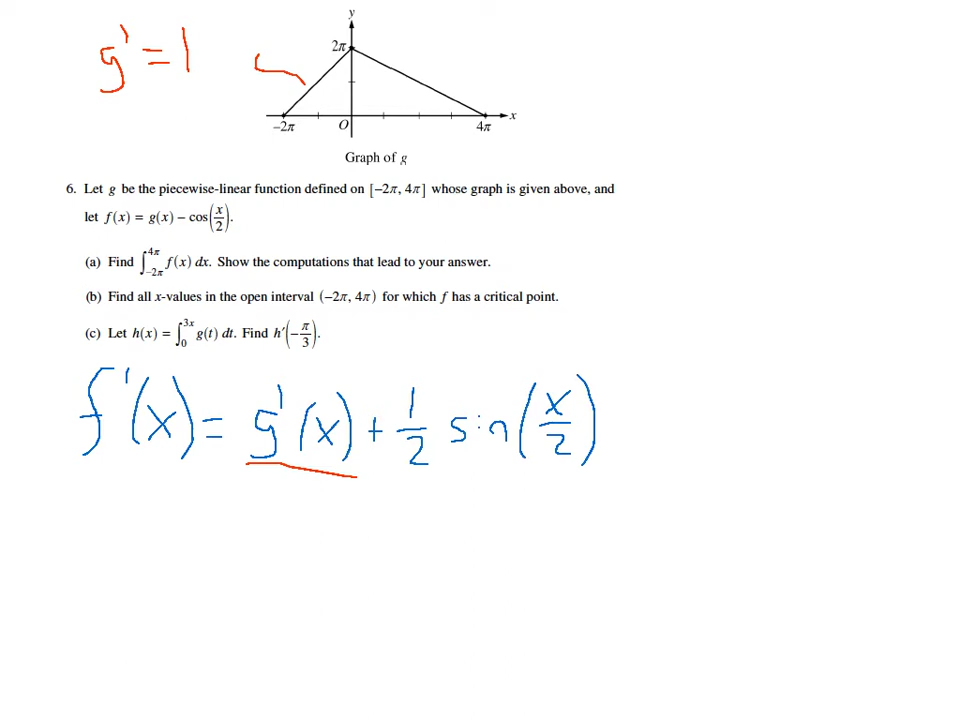 g' = 1
y
2π
-2π
O
4π
x
Graph of g
6. Let g be the piecewise-linear function defined on [−2π, 4π] whose graph is given above, and
let f(x) = g(x) − cos(x/2).
(a) Find ∫_{−2π}^{4π} f(x) dx. Show the computations that lead to your answer.
(b) Find all x-values in the open interval (−2π, 4π) for which f has a critical point.
(c) Let h(x) = ∫_0^{3x} g(t) dt. Find h′(−π/3).
f'(x) = g'(x) + 1/2 sin(x/2)